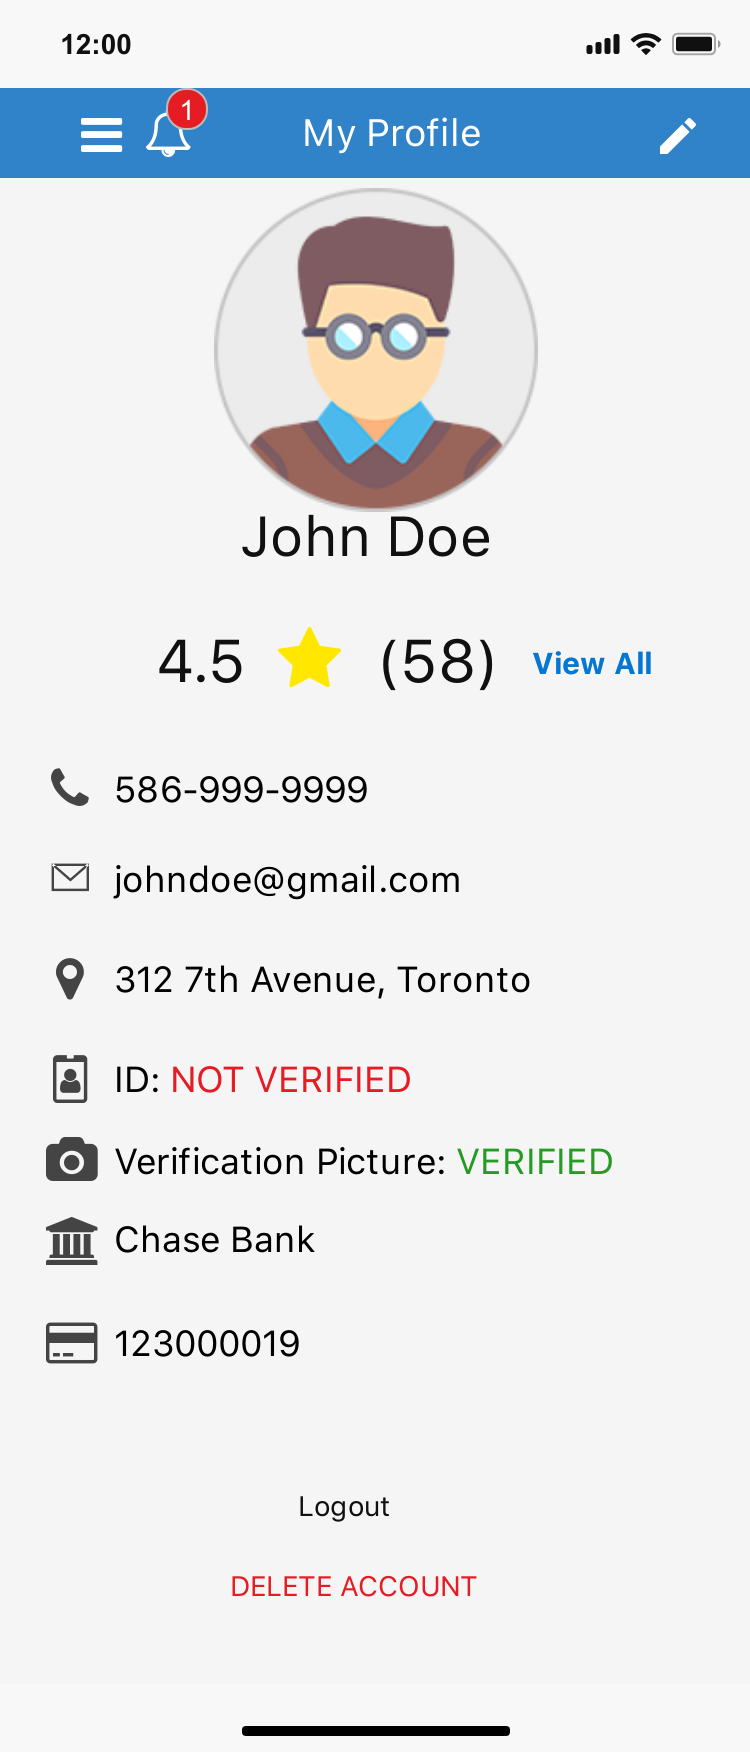 12:00
1
My Profile
John Doe
4.5 (58) View All
586-999-9999
johndoe@gmail.com
312 7th Avenue, Toronto
ID: NOT VERIFIED
Verification Picture: VERIFIED
Chase Bank
123000019
Logout
DELETE ACCOUNT